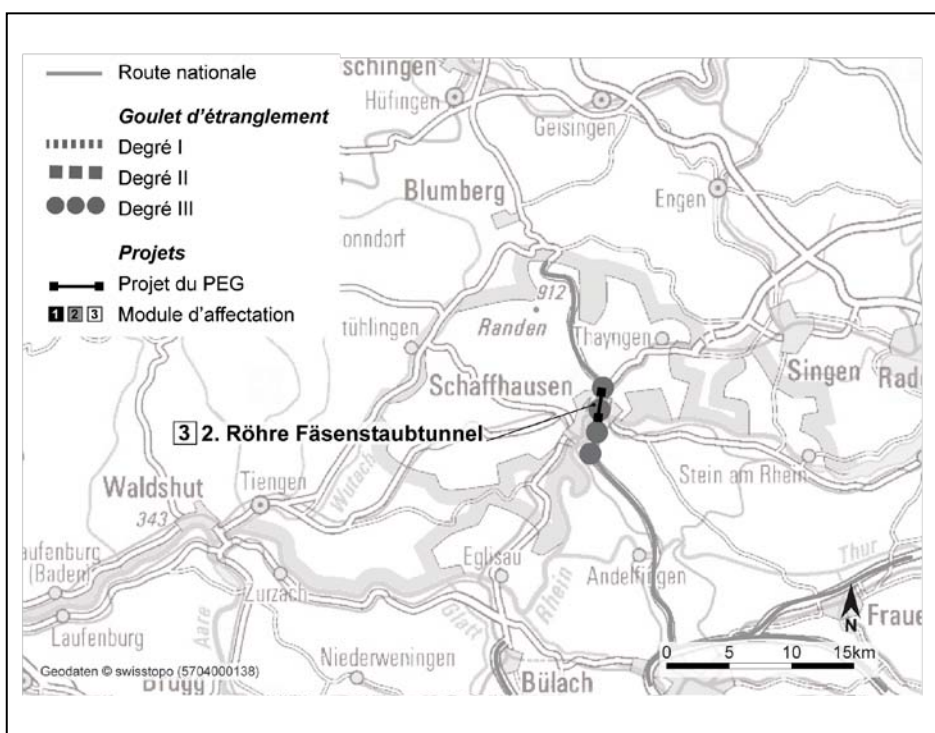 Route nationale
Goulet d'étranglement
Degré I
Degré II
Degré III
Projets
Projet du PEG
1 2 3 Module d'affectation
schingen
Hüfingen
Geisingen
Blumberg
Engen
onndorf
912
Randen
tühlingen
Thayngen
Singen
Rad
Schaffhausen
3 2. Röhre Fäsenstaubtunnel
Stein am Rhein
Waldshut
Tiengen
Wutach
343
aufenburg
(Baden)
Eglisau
Andelfingen
Thur
Zurzach
Rhein
Laufenburg
Aare
Glatt
Fraue
N
Geodaten © swisstopo (5704000138)
Niederweningen
0 5 10 15km
Brugg
Bülach